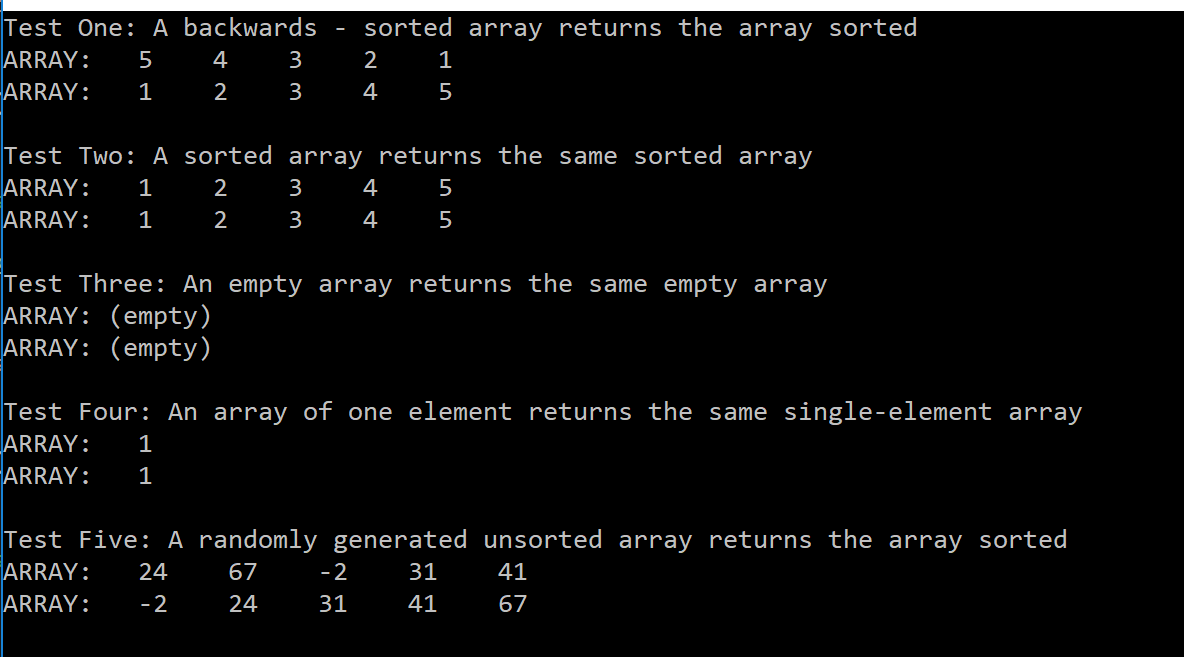 Test One: A backwards - sorted array returns the array sorted
ARRAY:   5    4    3    2    1
ARRAY:   1    2    3    4    5
Test Two: A sorted array returns the same sorted array
ARRAY:   1    2    3    4    5
ARRAY:   1    2    3    4    5
Test Three: An empty array returns the same empty array
ARRAY: (empty)
ARRAY: (empty)
Test Four: An array of one element returns the same single-element array
ARRAY:   1
ARRAY:   1
Test Five: A randomly generated unsorted array returns the array sorted
ARRAY:   24    67    -2    31    41
ARRAY:   -2    24    31    41    67